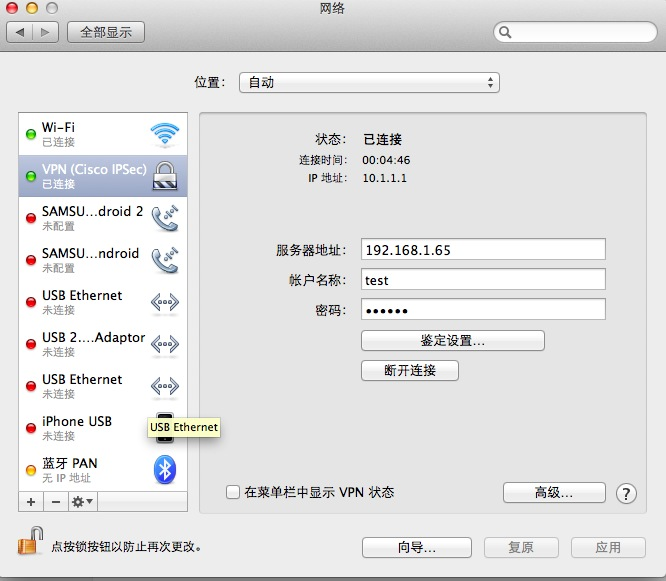 网络
全部显示
位置： 自动
Wi-Fi
已连接
VPN (Cisco IPSec)
已连接
SAMSU...droid 2
未配置
SAMSU...ndroid
未配置
USB Ethernet
未连接
USB 2....Adaptor
未连接
USB Ethernet
未连接
iPhone USB
未连接
USB Ethernet
蓝牙 PAN
无 IP 地址
状态： 已连接
连接时间： 00:04:46
IP 地址： 10.1.1.1
服务器地址： 192.168.1.65
帐户名称： test
密码： ••••••
鉴定设置...
断开连接
在菜单栏中显示 VPN 状态
高级...
?
点按锁按钮以防止再次更改。
向导...
复原
应用